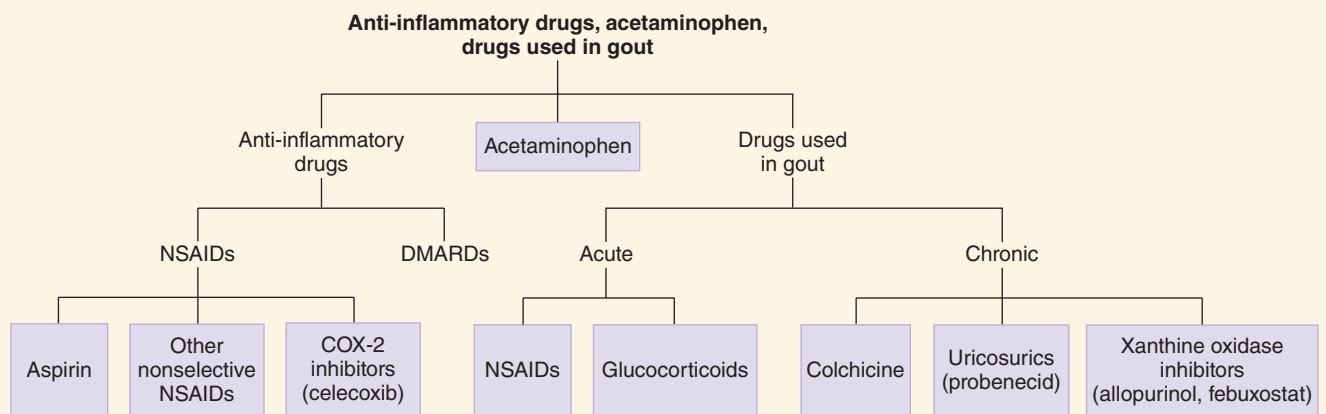 Anti-inflammatory drugs, acetaminophen,
drugs used in gout
Anti-inflammatory
drugs
Acetaminophen
Drugs used
in gout
NSAIDs
DMARDs
Acute
Chronic
Aspirin
Other
nonselective
NSAIDs
COX-2
inhibitors
(celecoxib)
NSAIDs
Glucocorticoids
Colchicine
Uricosurics
(probenecid)
Xanthine oxidase
inhibitors
(allopurinol, febuxostat)